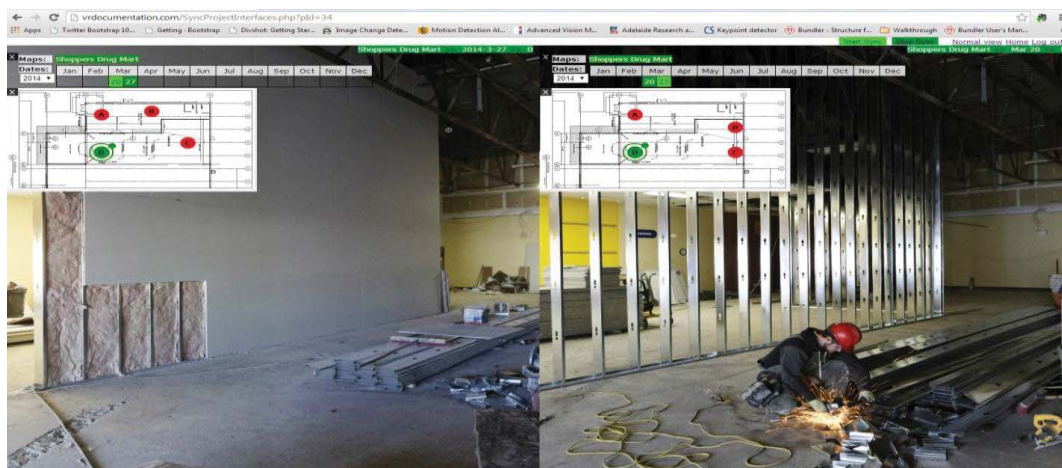 vrdocumentation.com/SyncProjectInterfaces.php?pId=34
Apps Twitter Bootstrap 10... Getting · Bootstrap Divshot: Getting Star... Image Change Dete... Motion Detection Al... Advanced Vision M... Adelaide Research a... CS Keypoint detector Bundler - Structure f... Walkthrough Bundler User's Man...
Start Sync Normal view Home Log out
Shoppers Drug Mart 2014-3-27 D
Shoppers Drug Mart Mar 20
Maps: Shoppers Drug Mart
Dates: Jan Feb Mar Apr May Jun Jul Aug Sep Oct Nov Dec
2014
20 27
A
B
C
D
Maps: Shoppers Drug Mart
Dates: Jan Feb Mar Apr May Jun Jul Aug Sep Oct Nov Dec
2014
20 27
A
B
C
D